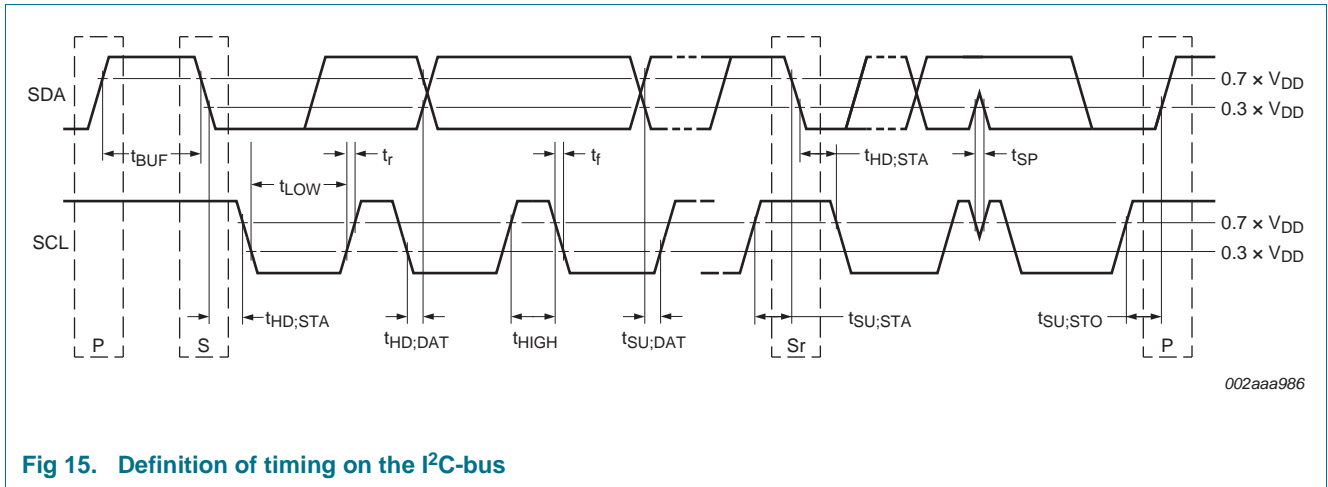 SDA
0.7 × VDD
0.3 × VDD
tBUF
tr
tf
tHD;STA
tSP
tLOW
SCL
0.7 × VDD
0.3 × VDD
tHD;STA
tHD;DAT
tHIGH
tSU;DAT
tSU;STA
tSU;STO
P
S
Sr
P
002aaa986
Fig 15. Definition of timing on the I²C-bus